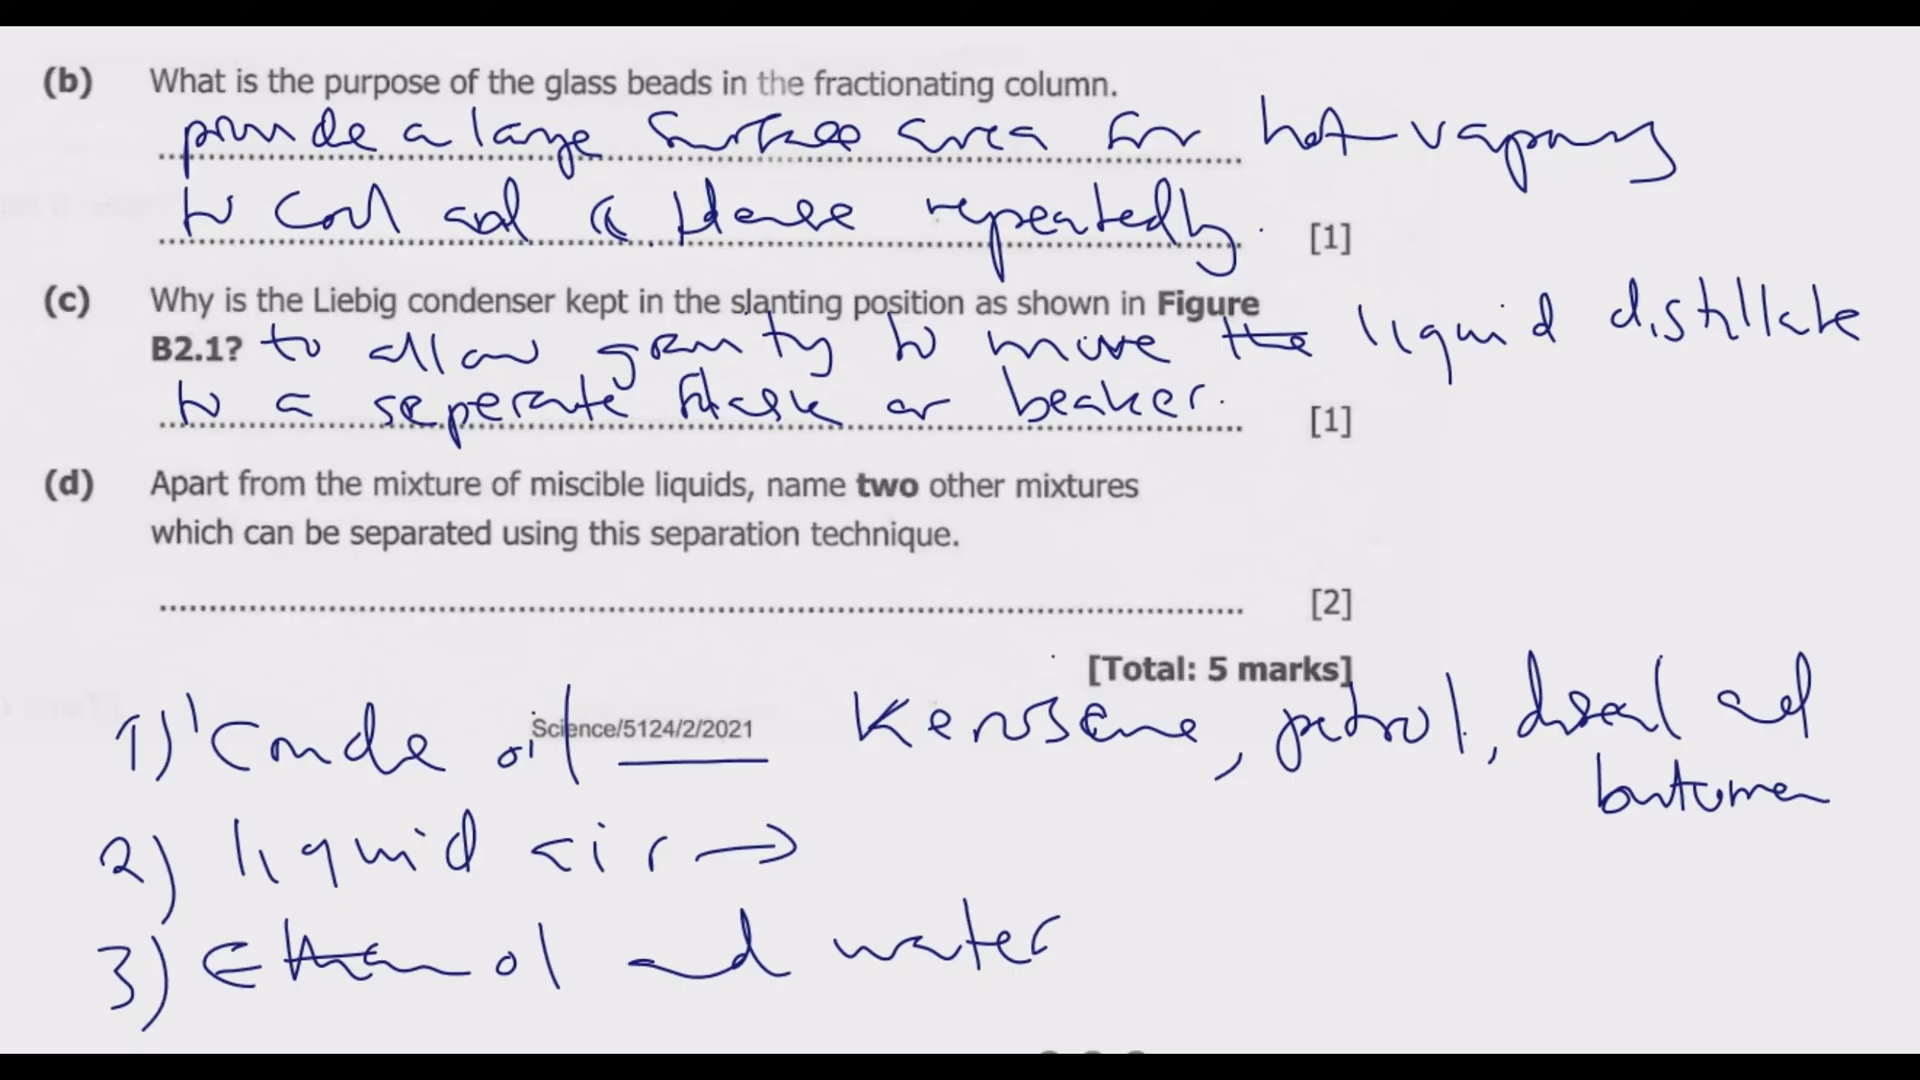 (b) What is the purpose of the glass beads in the fractionating column.
provide a large surface area for hot vapours
to cool and condense repeatedly. [1]
(c) Why is the Liebig condenser kept in the slanting position as shown in Figure
B2.1? to allow gravity to move the liquid distillate
to a seperate flask or beaker. [1]
(d) Apart from the mixture of miscible liquids, name two other mixtures
which can be separated using this separation technique.
[2]
[Total: 5 marks]
1) Crude oil Kerosene, petrol, diesel and
Science/5124/2/2021
bitumen
2) liquid air →
3) Ethanol and water